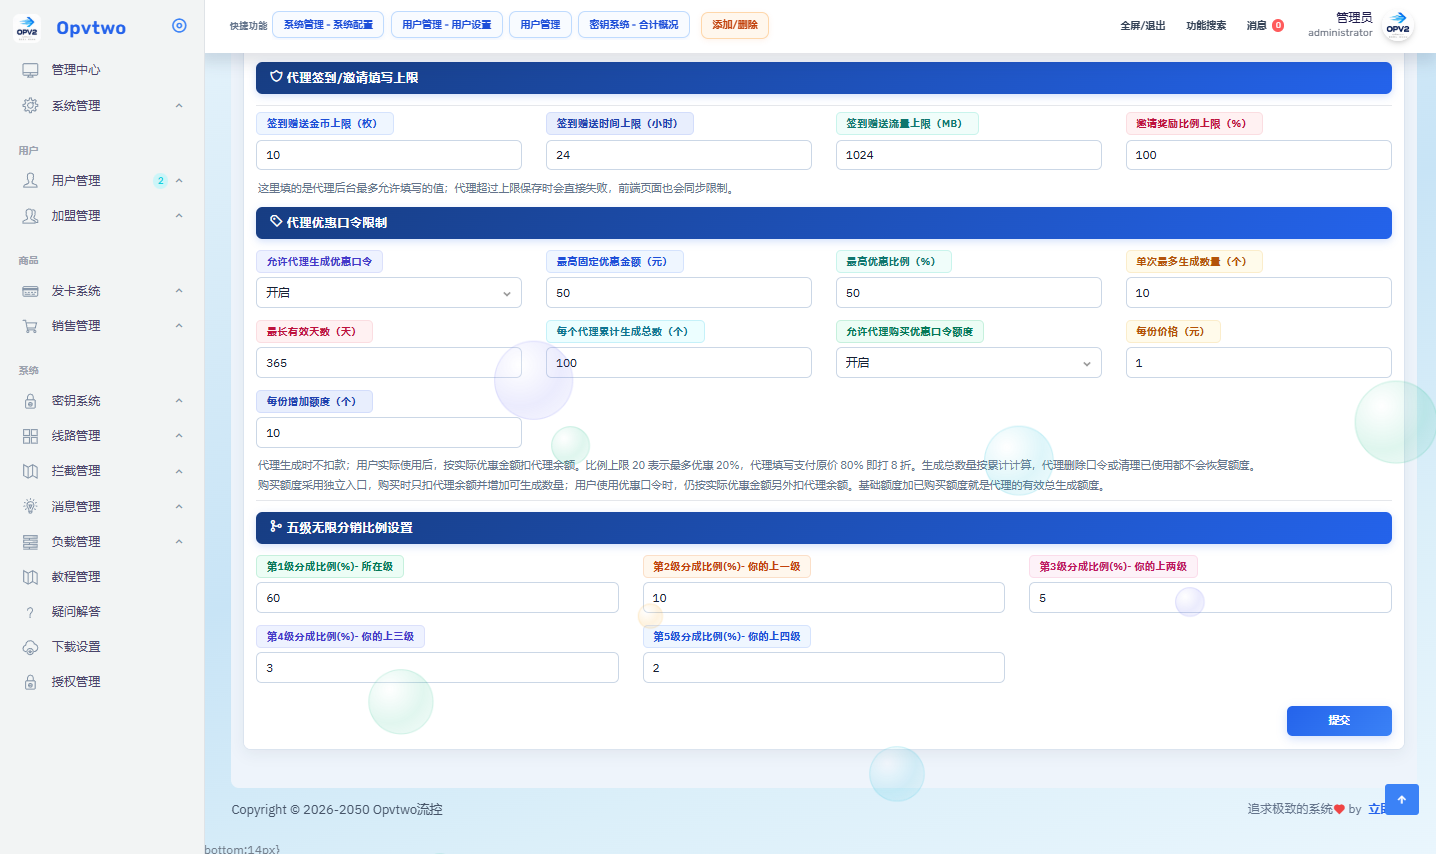 OPV2
Opvtwo
管理中心
系统管理
用户
用户管理
2
加盟管理
商品
发卡系统
销售管理
系统
密钥系统
线路管理
拦截管理
消息管理
负载管理
教程管理
疑问解答
下载设置
授权管理
快捷功能
系统管理 - 系统配置
用户管理 - 用户设置
用户管理
密钥系统 - 合计概况
添加/删除
全屏/退出
功能搜索
消息 0
管理员
administrator
OPV2
代理签到/邀请填写上限
签到赠送金币上限（枚）
签到赠送时间上限（小时）
签到赠送流量上限（MB）
邀请奖励比例上限（%）
10
24
1024
100
这里填的是代理后台最多允许填写的值；代理超过上限保存时会直接失败，前端页面也会同步限制。
代理优惠口令限制
允许代理生成优惠口令
最高固定优惠金额（元）
最高优惠比例（%）
单次最多生成数量（个）
开启
50
50
10
最长有效天数（天）
每个代理累计生成总数（个）
允许代理购买优惠口令额度
每份价格（元）
365
100
开启
1
每份增加额度（个）
10
代理生成时不扣款；用户实际使用后，按实际优惠金额扣代理余额。比例上限 20 表示最多优惠 20%，代理填写支付原价 80% 即打 8 折。生成总数量按累计计算，代理删除口令或清理已使用都不会恢复额度。
购买额度采用独立入口，购买时只扣代理余额并增加可生成数量；用户使用优惠口令时，仍按实际优惠金额另外扣代理余额。基础额度加已购买额度就是代理的有效总生成额度。
五级无限分销比例设置
第1级分成比例(%)- 所在级
第2级分成比例(%)- 你的上一级
第3级分成比例(%)- 你的上两级
60
10
5
第4级分成比例(%)- 你的上三级
第5级分成比例(%)- 你的上四级
3
2
提交
Copyright © 2026-2050 Opvtwo流控
追求极致的系统 by 立
bottom:14px}